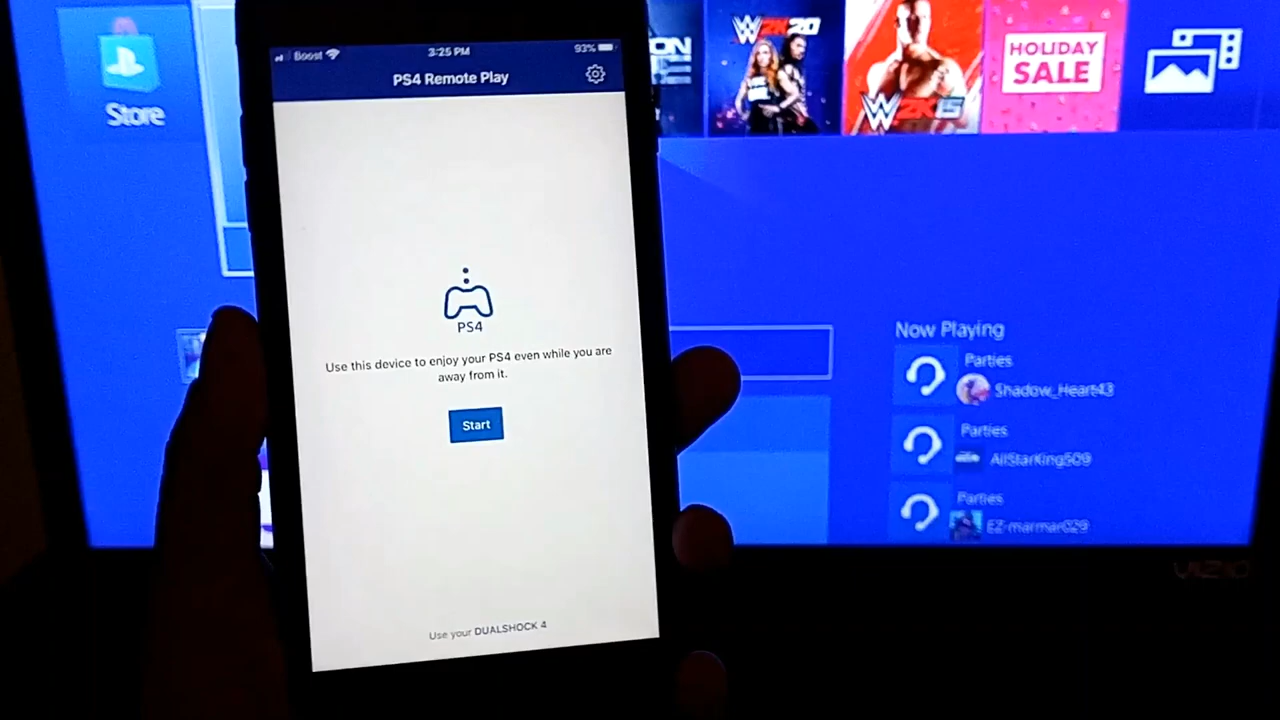 Boost
3:25 PM
93%
PS4 Remote Play
PS4
Use this device to enjoy your PS4 even while you are
away from it.
Start
Use your DUALSHOCK 4
Store
W2K20
W2K15
HOLIDAY
SALE
Now Playing
Parties
Shadow_Heart43
Parties
AllStarKing509
Parties
EZ-marmar029
VIZIO